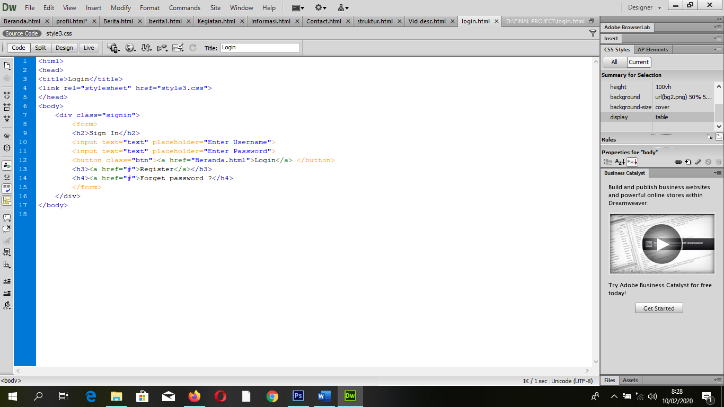 Dw File Edit View Insert Modify Format Commands Site Window Help Designer
Beranda.html profil.html* Berita.html berita1.html Kegiatan.html Informasi.html Contact.html struktur.html Vid desc.html login.html D:\FINAL PROJECT\login.html
Source Code style3.css
Code Split Design Live Title: Login
1 <html>
2 <head>
3 <title>Login</title>
4 <link rel="stylesheet" href="style3.css">
5 </head>
6 <body>
7 <div class="signin">
8 <form>
9 <h2>Sign In</h2>
10 <input text="text" placeholder="Enter Username">
11 <input text="text" placeholder="Enter Password">
12 <button class="btn"><a href="Beranda.html">Login</a> </button>
13 <h3><a href="#">Register</a></h3>
14 <h4><a href="#">Forget password ?</h4>
15 </form>
16 </div>
17 </body>
18
<body> 1K / 1 sec Unicode (UTF-8)
Adobe BrowserLab
Insert
CSS Styles AP Elements
All Current
Summary for Selection
height 100vh
background url(bg2.png) 50% 5...
background-size cover
display table
Rules
Properties for "body"
Business Catalyst
Build and publish business websites
and powerful online stores within
Dreamweaver.
Try Adobe Business Catalyst for free
today!
Get Started
Files Assets
8:28
10/02/2020